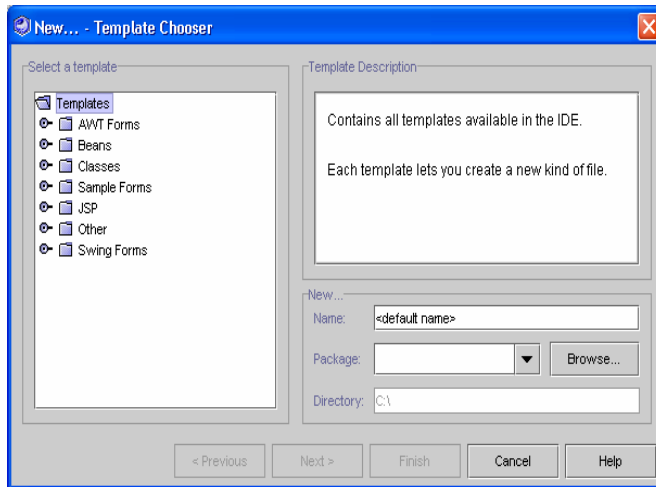 New... - Template Chooser
Select a template
Templates
AWT Forms
Beans
Classes
Sample Forms
JSP
Other
Swing Forms
Template Description
Contains all templates available in the IDE.
Each template lets you create a new kind of file.
New...
Name: <default name>
Package: Browse...
Directory: C:\
< Previous Next > Finish Cancel Help